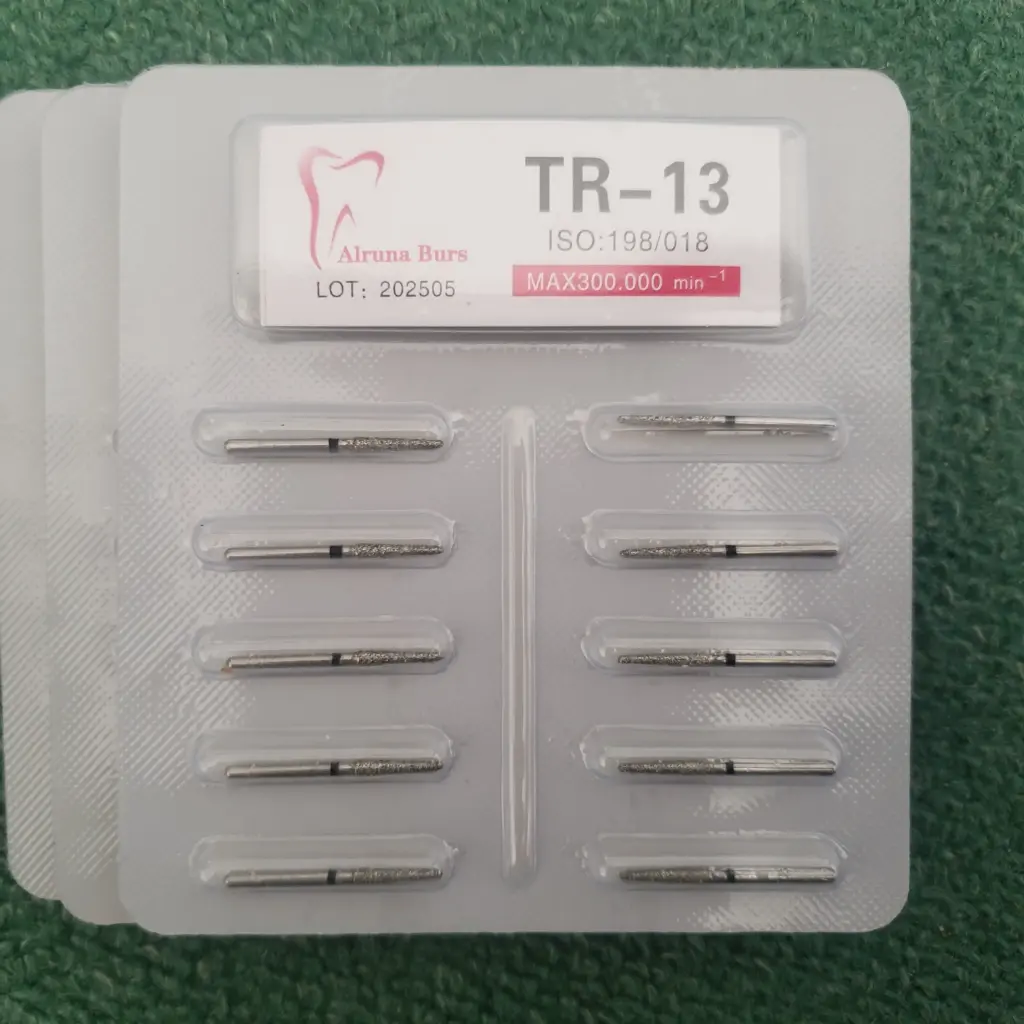 TR-13
ISO:198/018
Alruna Burs
MAX300.000 min⁻¹
LOT: 202505